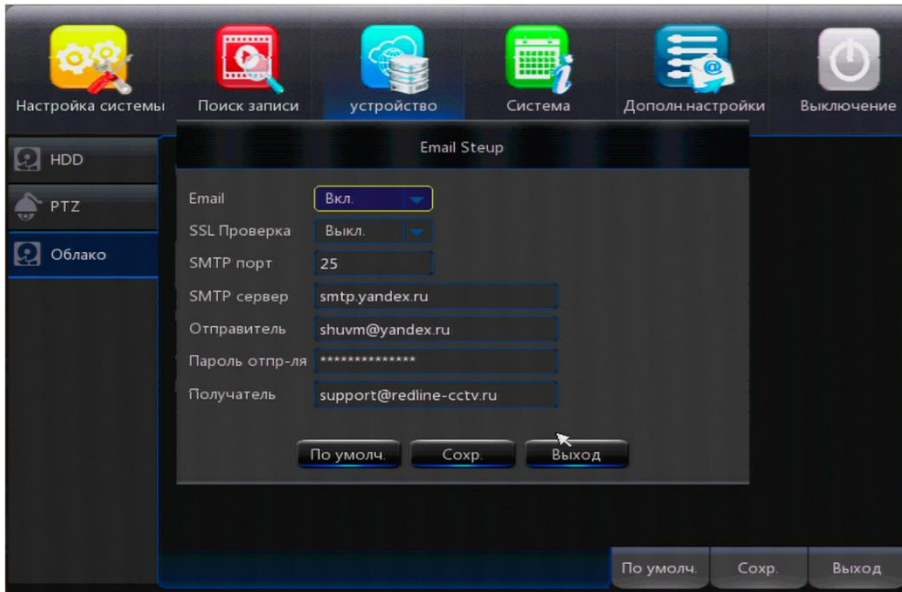 Настройка системы
Поиск записи
устройство
Система
Дополн.настройки
Выключение
HDD
PTZ
Облако
Email Steup
Email Вкл.
SSL Проверка Выкл.
SMTP порт 25
SMTP сервер smtp.yandex.ru
Отправитель shuvm@yandex.ru
Пароль отпр-ля **************
Получатель support@redline-cctv.ru
По умолч. Сохр. Выход
По умолч. Сохр. Выход